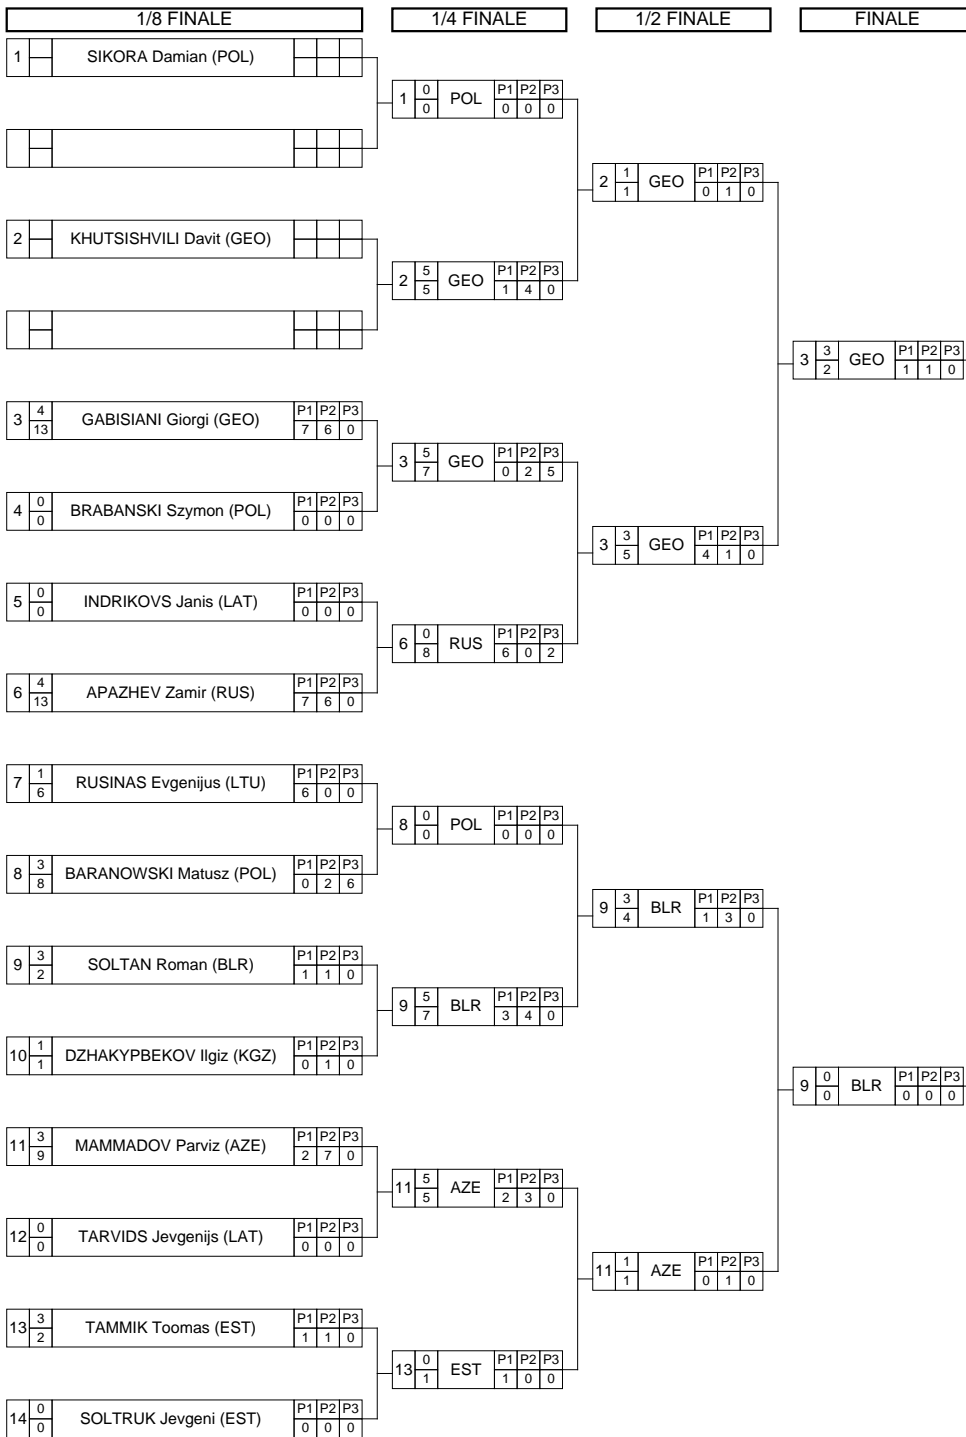 1/8 FINALE 1/4 FINALE 1/2 FINALE FINALE
1 SIKORA Damian (POL)
1 0 0 POL P1 P2 P3 0 0 0
2 1 1 GEO P1 P2 P3 0 1 0
2 KHUTSISHVILI Davit (GEO)
2 5 5 GEO P1 P2 P3 1 4 0
3 3 2 GEO P1 P2 P3 1 1 0
3 4 13 GABISIANI Giorgi (GEO) P1 P2 P3 7 6 0
3 5 7 GEO P1 P2 P3 0 2 5
4 0 0 BRABANSKI Szymon (POL) P1 P2 P3 0 0 0
3 3 5 GEO P1 P2 P3 4 1 0
5 0 0 INDRIKOVS Janis (LAT) P1 P2 P3 0 0 0
6 0 8 RUS P1 P2 P3 6 0 2
6 4 13 APAZHEV Zamir (RUS) P1 P2 P3 7 6 0
7 1 6 RUSINAS Evgenijus (LTU) P1 P2 P3 6 0 0
8 0 0 POL P1 P2 P3 0 0 0
8 3 8 BARANOWSKI Matusz (POL) P1 P2 P3 0 2 6
9 3 4 BLR P1 P2 P3 1 3 0
9 3 2 SOLTAN Roman (BLR) P1 P2 P3 1 1 0
9 5 7 BLR P1 P2 P3 3 4 0
10 1 1 DZHAKYPBEKOV Ilgiz (KGZ) P1 P2 P3 0 1 0
9 0 0 BLR P1 P2 P3 0 0 0
11 3 9 MAMMADOV Parviz (AZE) P1 P2 P3 2 7 0
11 5 5 AZE P1 P2 P3 2 3 0
12 0 0 TARVIDS Jevgenijs (LAT) P1 P2 P3 0 0 0
11 1 1 AZE P1 P2 P3 0 1 0
13 3 2 TAMMIK Toomas (EST) P1 P2 P3 1 1 0
13 0 1 EST P1 P2 P3 1 0 0
14 0 0 SOLTRUK Jevgeni (EST) P1 P2 P3 0 0 0